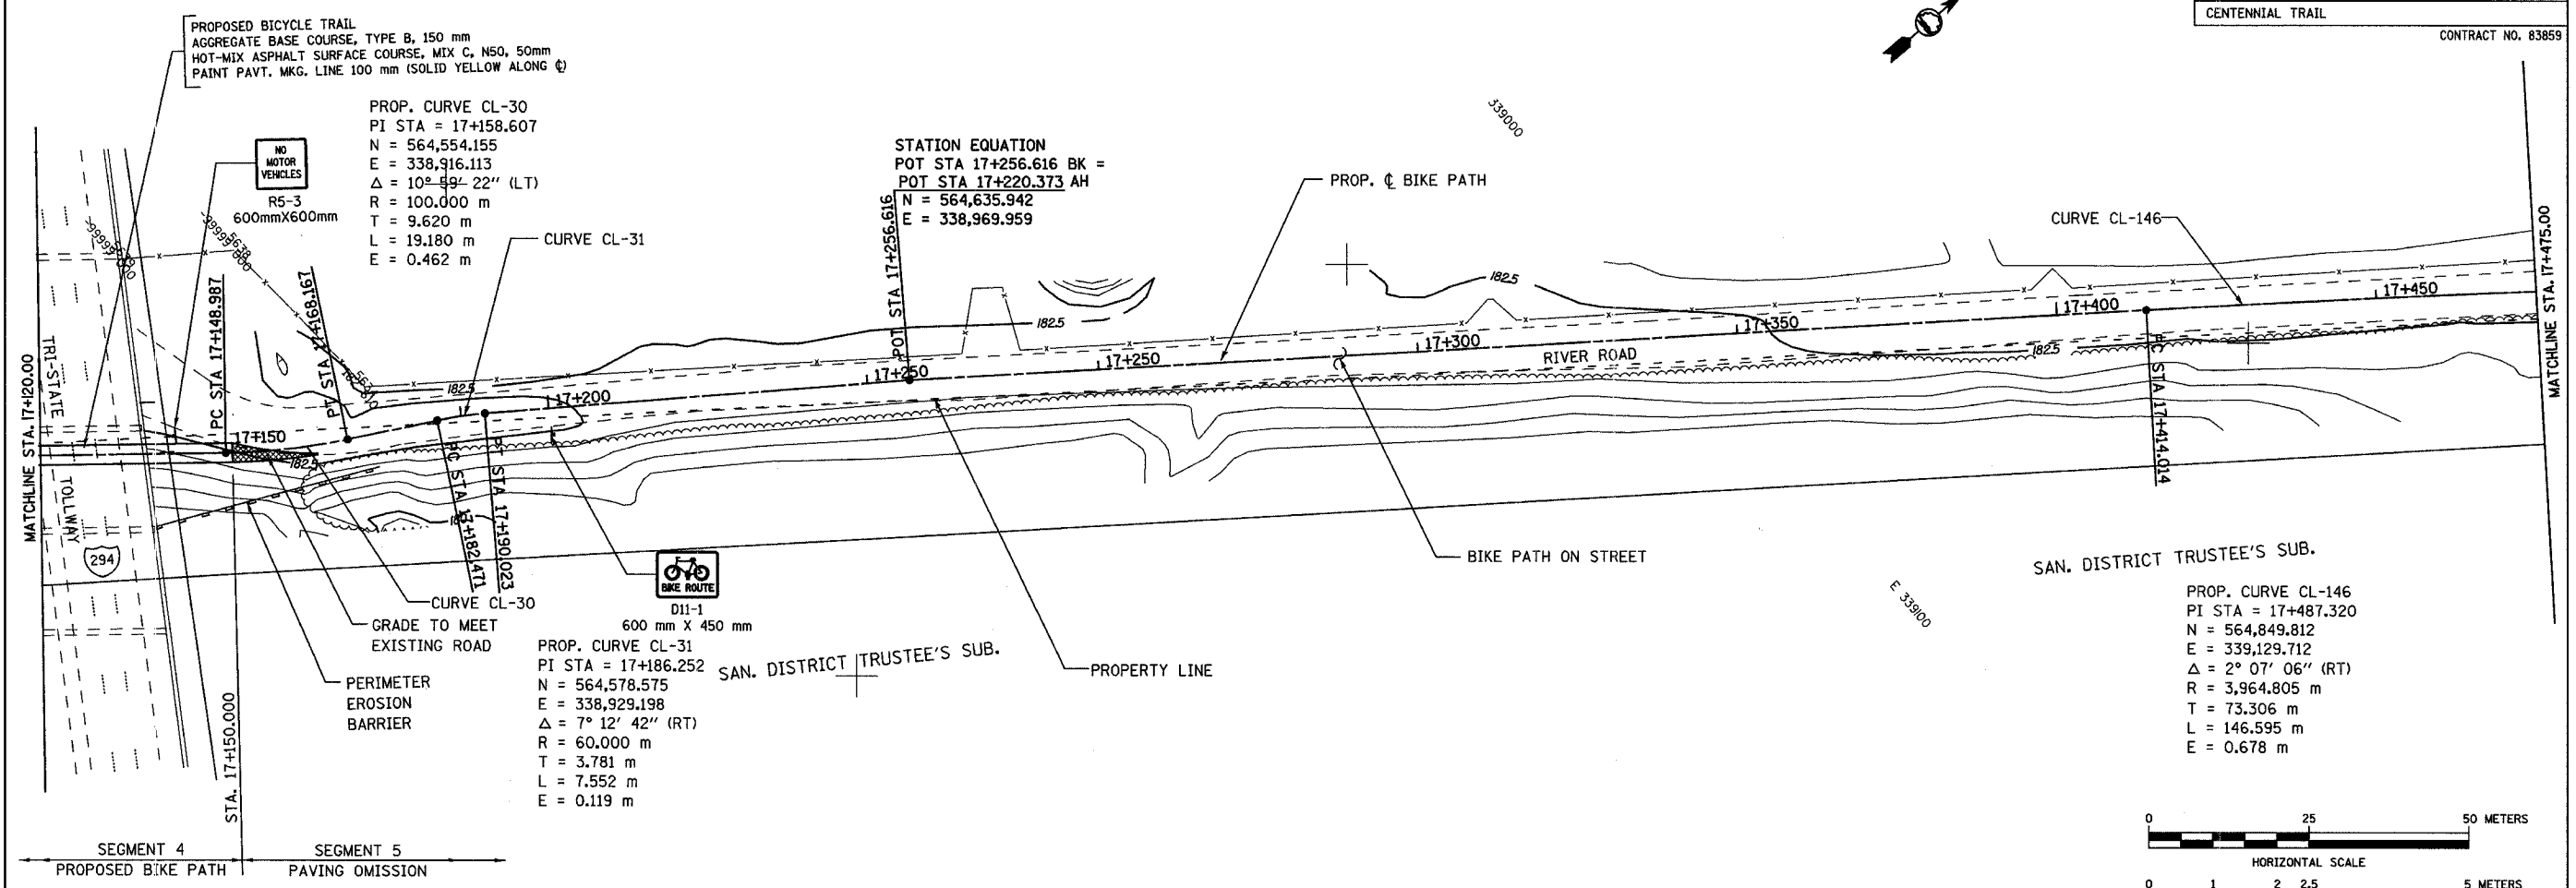 CENTENNIAL TRAIL
CONTRACT NO. 83859
PROPOSED BICYCLE TRAIL
AGGREGATE BASE COURSE, TYPE B, 150 mm
HOT-MIX ASPHALT SURFACE COURSE, MIX C, N50, 50mm
PAINT PAVT. MKG. LINE 100 mm (SOLID YELLOW ALONG ℄)
NO
MOTOR
VEHICLES
R5-3
600mmX600mm
PROP. CURVE CL-30
PI STA = 17+158.607
N = 564,554.155
E = 338,916.113
Δ = 10° 59' 22" (LT)
R = 100.000 m
T = 9.620 m
L = 19.180 m
E = 0.462 m
CURVE CL-31
STATION EQUATION
POT STA 17+256.616 BK =
POT STA 17+220.373 AH
N = 564,635.942
E = 338,969.959
POT STA 17+256.616
PROP. ℄ BIKE PATH
339000
CURVE CL-146
MATCHLINE STA. 17+120.00
TRI-STATE
TOLLWAY
294
PC STA 17+148.987
PT STA 17+168.167
17+150
182.5
182.5
17+200
17+250
182.5
17+250
17+300
182.5
RIVER ROAD
17+350
182.5
17+400
17+450
MATCHLINE STA. 17+475.00
PC STA 17+182.471
PT STA 17+190.023
PC STA 17+414.014
BIKE ROUTE
D11-1
600 mm X 450 mm
CURVE CL-30
GRADE TO MEET
EXISTING ROAD
PERIMETER
EROSION
BARRIER
STA. 17+150.000
PROP. CURVE CL-31
PI STA = 17+186.252
N = 564,578.575
E = 338,929.198
Δ = 7° 12' 42" (RT)
R = 60.000 m
T = 3.781 m
L = 7.552 m
E = 0.119 m
SAN. DISTRICT TRUSTEE'S SUB.
PROPERTY LINE
BIKE PATH ON STREET
E 339100
SAN. DISTRICT TRUSTEE'S SUB.
PROP. CURVE CL-146
PI STA = 17+487.320
N = 564,849.812
E = 339,129.712
Δ = 2° 07' 06" (RT)
R = 3,964.805 m
T = 73.306 m
L = 146.595 m
E = 0.678 m
SEGMENT 4
PROPOSED BIKE PATH
SEGMENT 5
PAVING OMISSION
0 25 50 METERS
HORIZONTAL SCALE
0 1 2 2.5 5 METERS